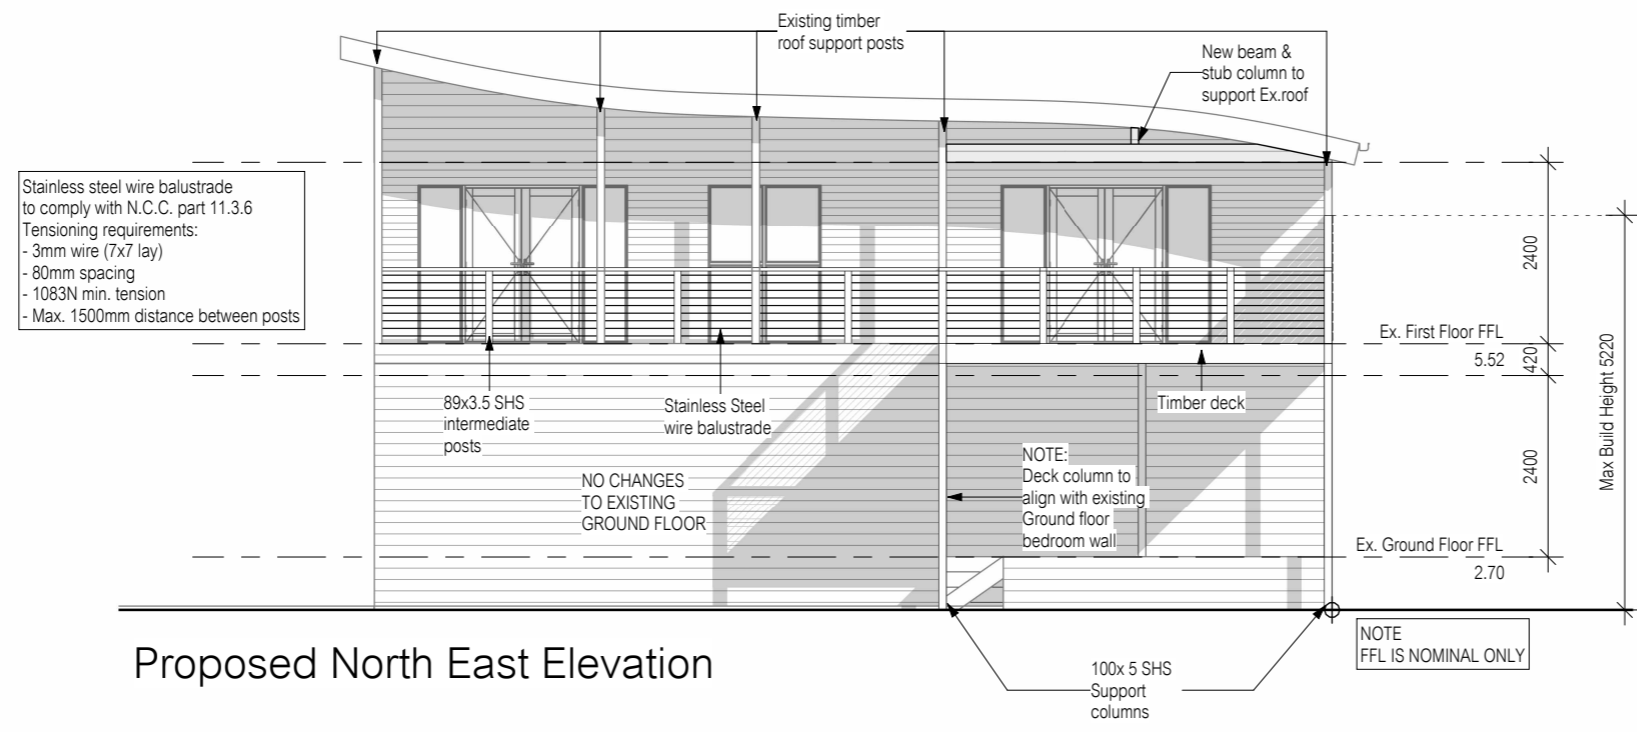 Existing timber
roof support posts
New beam &
stub column to
support Ex.roof
Stainless steel wire balustrade
to comply with N.C.C. part 11.3.6
Tensioning requirements:
- 3mm wire (7x7 lay)
- 80mm spacing
- 1083N min. tension
- Max. 1500mm distance between posts
2400
Ex. First Floor FFL
5.52
420
Max Build Height 5220
89x3.5 SHS
intermediate
posts
Stainless Steel
wire balustrade
Timber deck
NOTE:
Deck column to
align with existing
Ground floor
bedroom wall
2400
NO CHANGES
TO EXISTING
GROUND FLOOR
Ex. Ground Floor FFL
2.70
Proposed North East Elevation
NOTE
FFL IS NOMINAL ONLY
100x 5 SHS
Support
columns